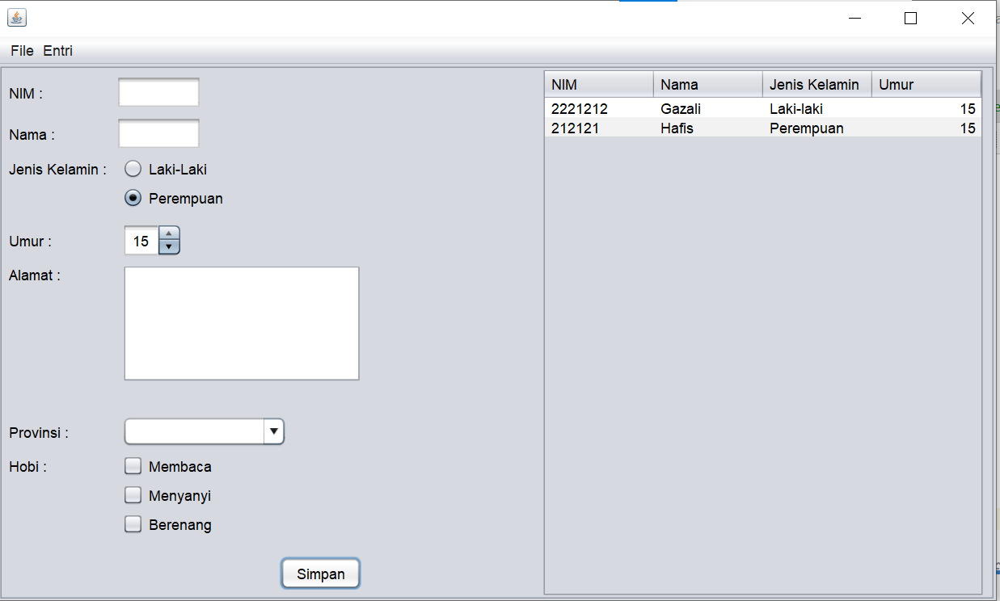 File Entri
NIM :
Nama :
Jenis Kelamin : Laki-Laki
Perempuan
Umur : 15
Alamat :
Provinsi :
Hobi : Membaca
Menyanyi
Berenang
Simpan
NIM Nama Jenis Kelamin Umur
2221212 Gazali Laki-laki 15
212121 Hafis Perempuan 15